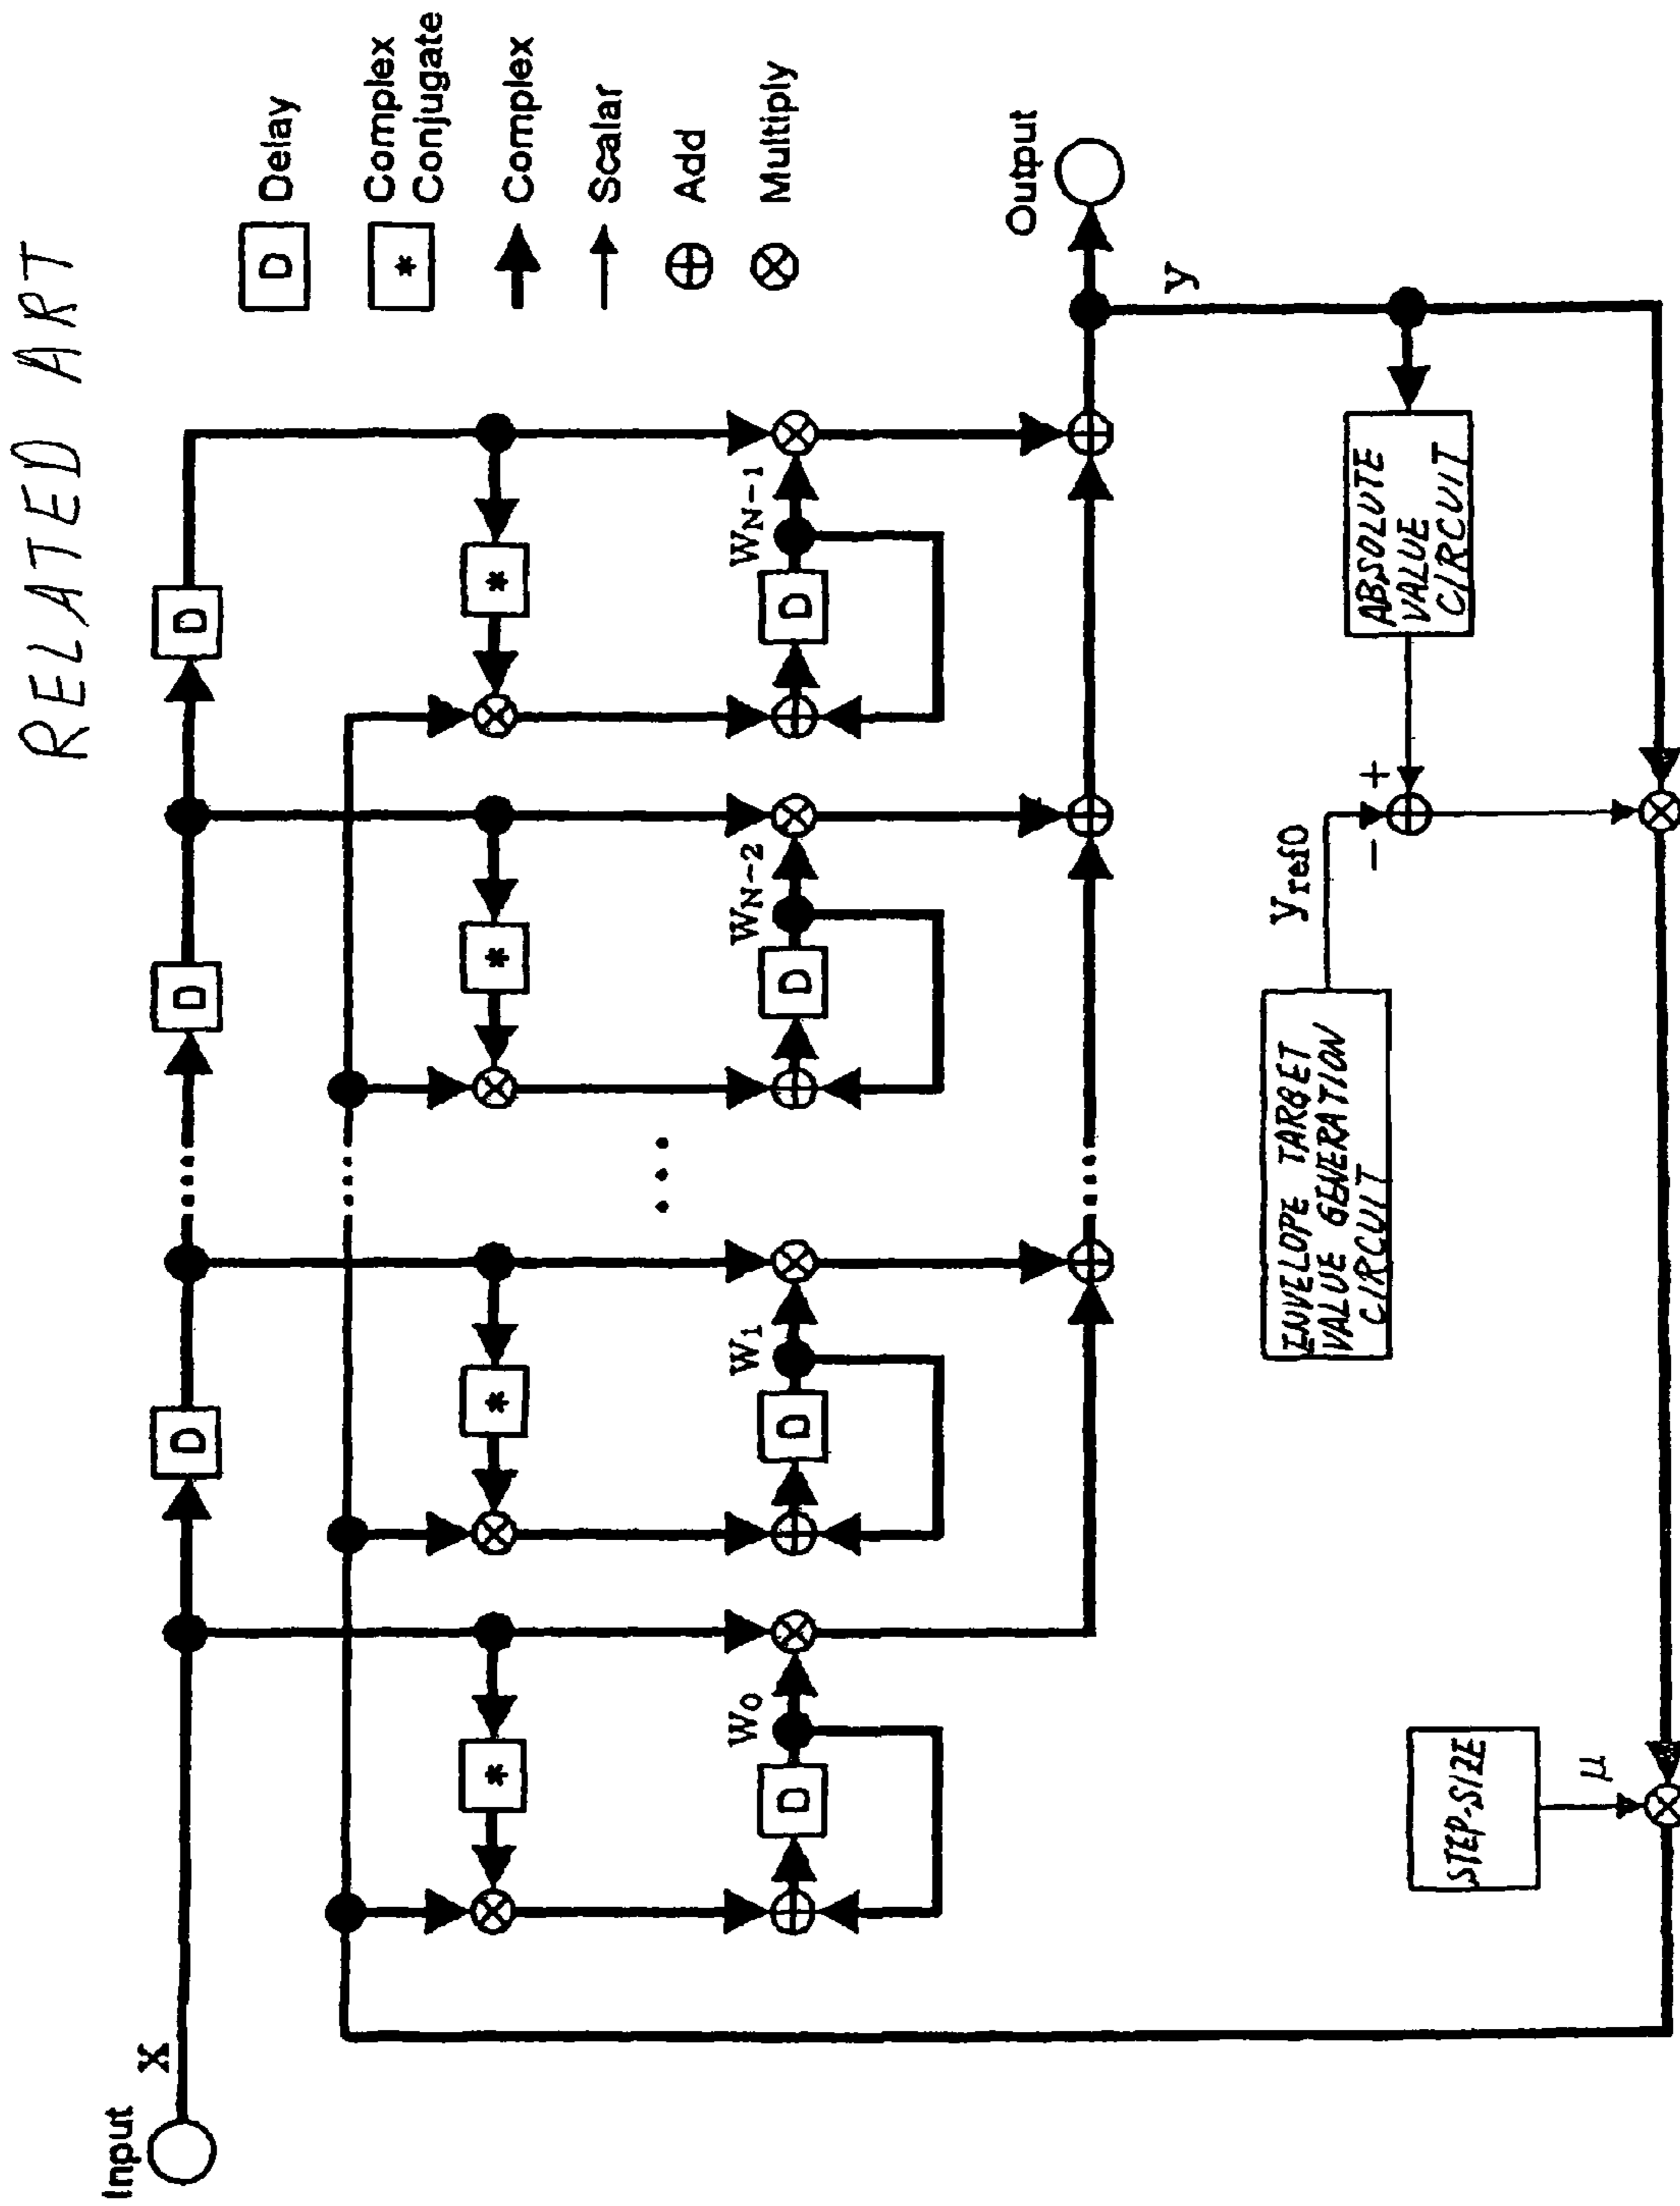 RELATED ART
Input
X
D
D
D
D
Delay
*
Complex
Conjugate
Complex
Scalar
⊕ Add
⊗ Multiply
*
*
*
*
W0
W1
WN-2
WN-1
D
D
D
D
...
Output
y
ENVELOPE TARGET
VALUE GENERATION
CIRCUIT
yref0
-
+
ABSOLUTE
VALUE
CIRCUIT
STEP-SIZE
μ